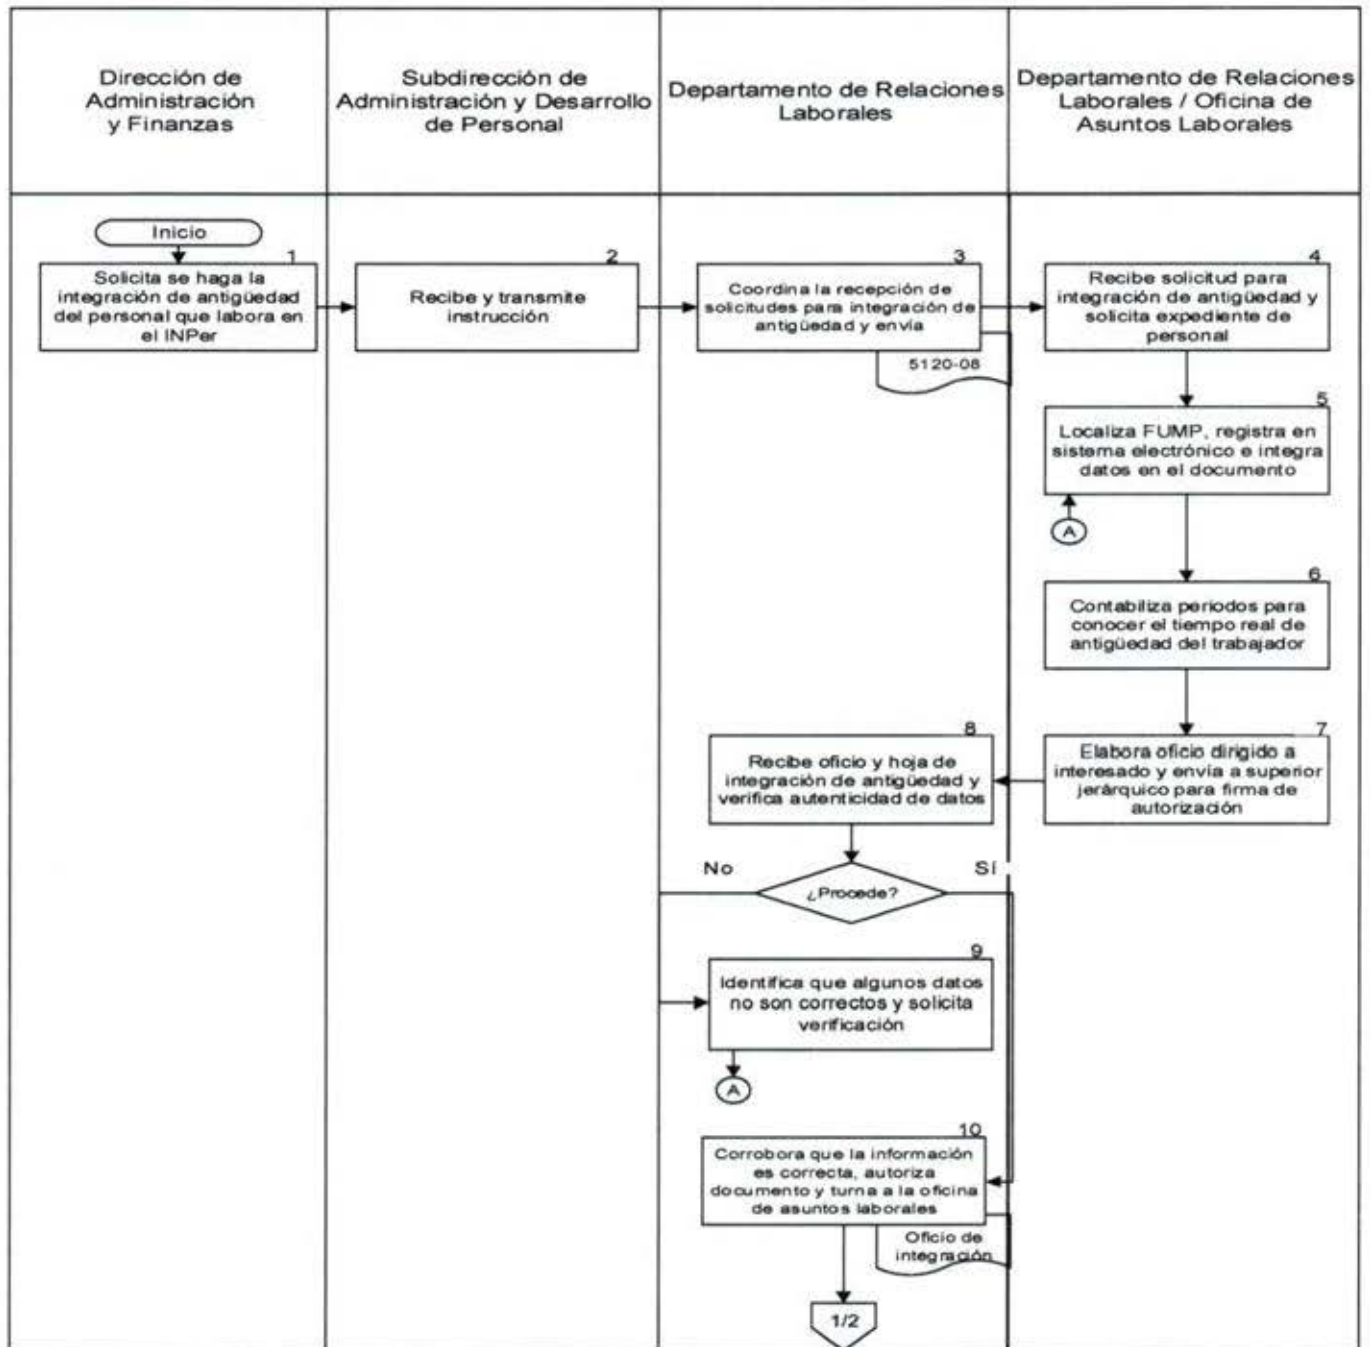 Dirección de
Administración
y Finanzas
Subdirección de
Administración y Desarrollo
de Personal
Departamento de Relaciones
Laborales
Departamento de Relaciones
Laborales / Oficina de
Asuntos Laborales
Inicio
1
Solicita se haga la
integración de antigüedad
del personal que labora en
el INPer
2
Recibe y transmite
instrucción
3
Coordina la recepción de
solicitudes para integración de
antigüedad y envía
5120-08
4
Recibe solicitud para
integración de antigüedad y
solicita expediente de
personal
5
Localiza FUMP, registra en
sistema electrónico e integra
datos en el documento
A
6
Contabiliza periodos para
conocer el tiempo real de
antigüedad del trabajador
7
Elabora oficio dirigido a
interesado y envía a superior
jerárquico para firma de
autorización
8
Recibe oficio y hoja de
integración de antigüedad y
verifica autenticidad de datos
No
¿Procede?
Sí
9
Identifica que algunos datos
no son correctos y solicita
verificación
A
10
Corrobora que la información
es correcta, autoriza
documento y turna a la oficina
de asuntos laborales
Oficio de
integración
1/2